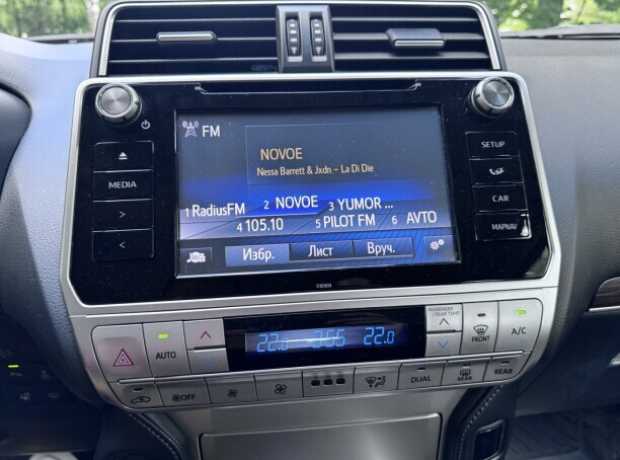 FM
NOVOE
Nessa Barrett & Jxdn – La Di Die
1 RadiusFM 2 NOVOE 3 YUMOR ...
4 105.10 5 PILOT FM 6 AVTO
Избр. Лист Вруч.
MEDIA
SETUP
CAR
MAP NAV
22.0 22.0
AUTO
FRONT
A/C
OFF
DUAL
REAR
REAR